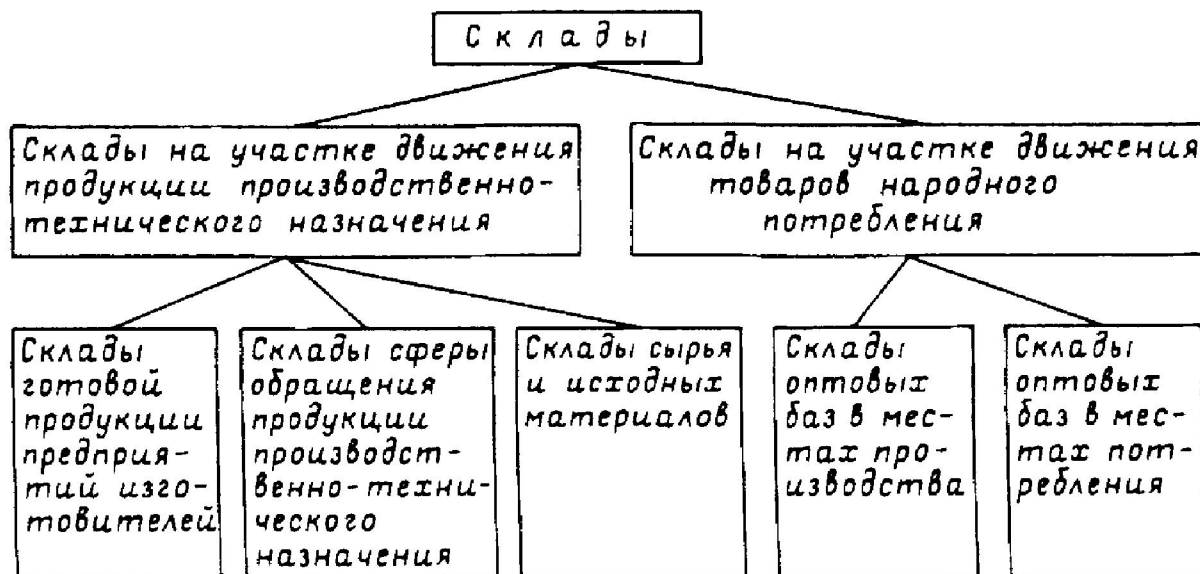 Склады
Склады на участке движения
продукции производственно-
технического назначения
Склады на участке движения
товаров народного
потребления
Склады
готовой
продукции
предприя-
тий изго-
товителей
Склады сферы
обращения
продукции
производст-
венно-техни-
ческого
назначения
Склады сырья
и исходных
материалов
Склады
оптовых
баз в мес-
тах про-
изводства
Склады
оптовых
баз в мес-
тах пот-
ребления